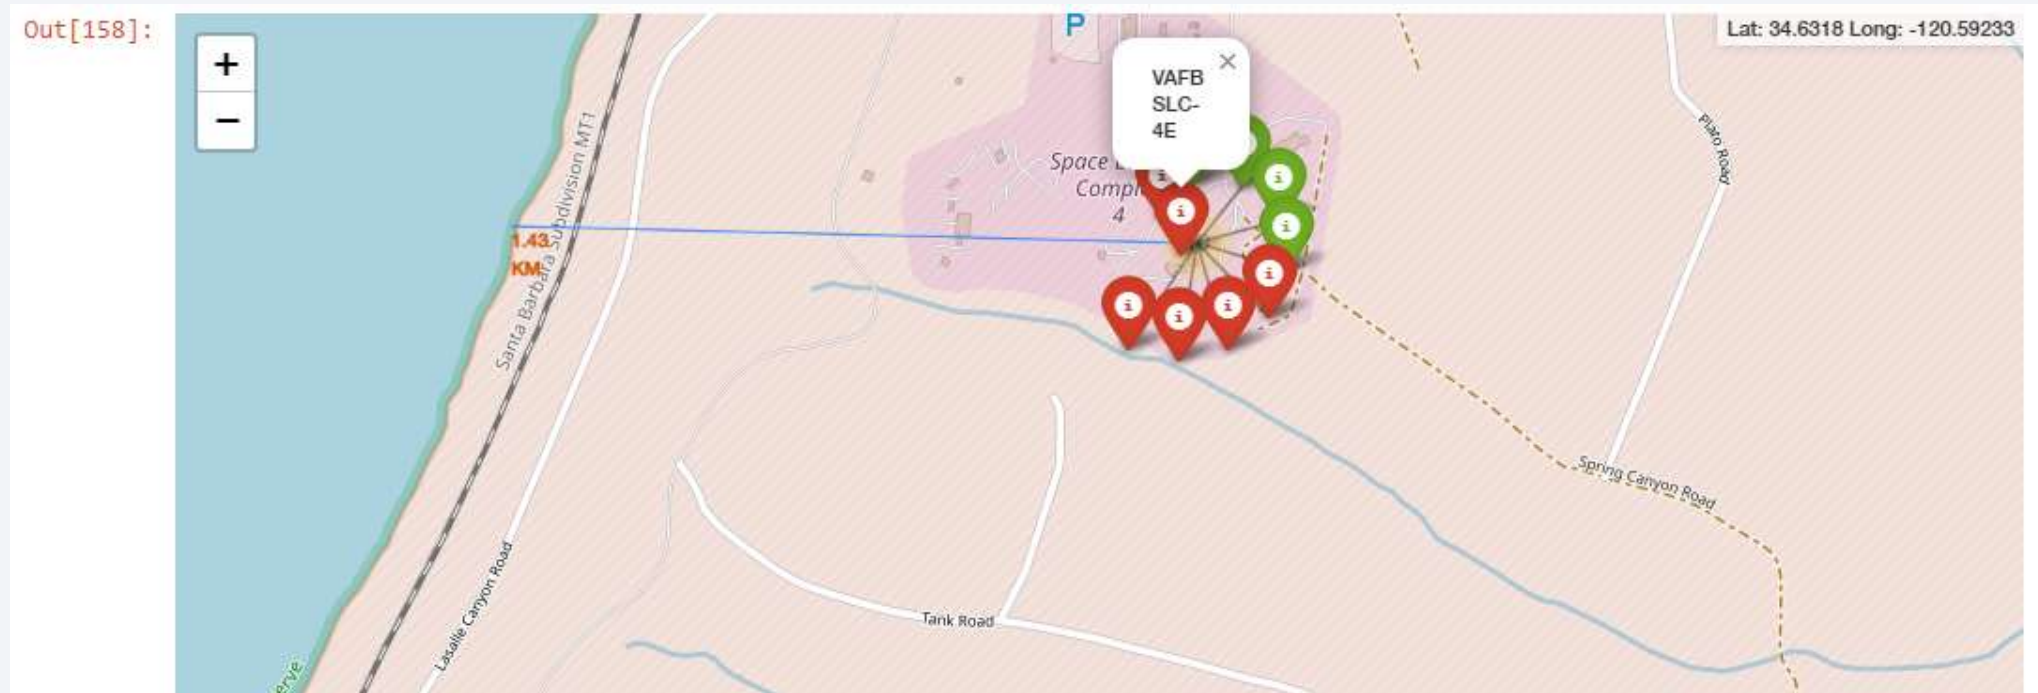 Out[158]:
+
−
P
Lat: 34.6318 Long: -120.59233
×
VAFB
SLC-
4E
Space
4
1.43
KM
Santa Barbara Subdivision MT1
Plato Road
Spring Canyon Road
Lasalle Canyon Road
Tank Road
i
i
i
i
i
i
i
i